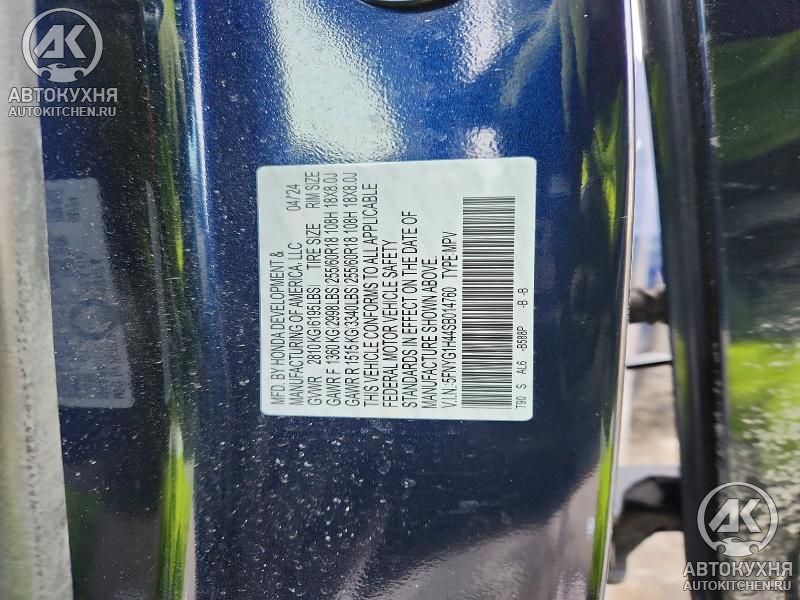 АК
АВТОКУХНЯ
AUTOKITCHEN.RU
MFD. BY HONDA DEVELOPMENT &
MANUFACTURING OF AMERICA, LLC 04/24
GVWR 2810KG(6195LBS) TIRE SIZE RIM SIZE
GAWR F 1360KG(2998LBS) 255/60R18 108H 18X8.0J
GAWR R 1515KG(3340LBS) 255/60R18 108H 18X8.0J
THIS VEHICLE CONFORMS TO ALL APPLICABLE
FEDERAL MOTOR VEHICLE SAFETY
STANDARDS IN EFFECT ON THE DATE OF
MANUFACTURE SHOWN ABOVE.
V.I.N.:5FNYG1H44SB014760 TYPE:MPV
T90 S AL6 -B588P -B -B
АК
АВТОКУХНЯ
AUTOKITCHEN.RU